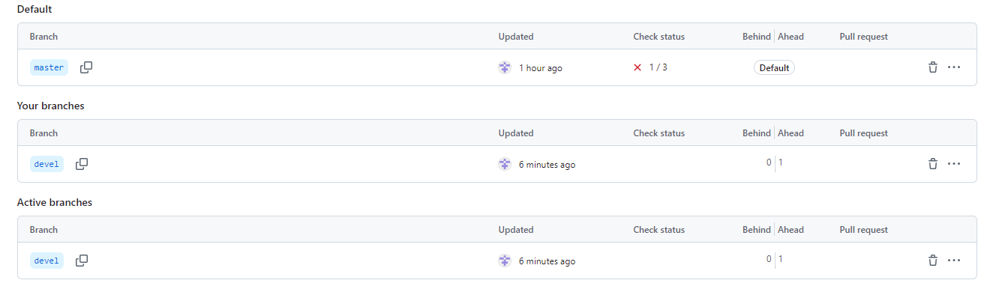 Default
Branch Updated Check status Behind Ahead Pull request
master 1 hour ago 1 / 3 Default
Your branches
Branch Updated Check status Behind Ahead Pull request
devel 6 minutes ago 0 1
Active branches
Branch Updated Check status Behind Ahead Pull request
devel 6 minutes ago 0 1